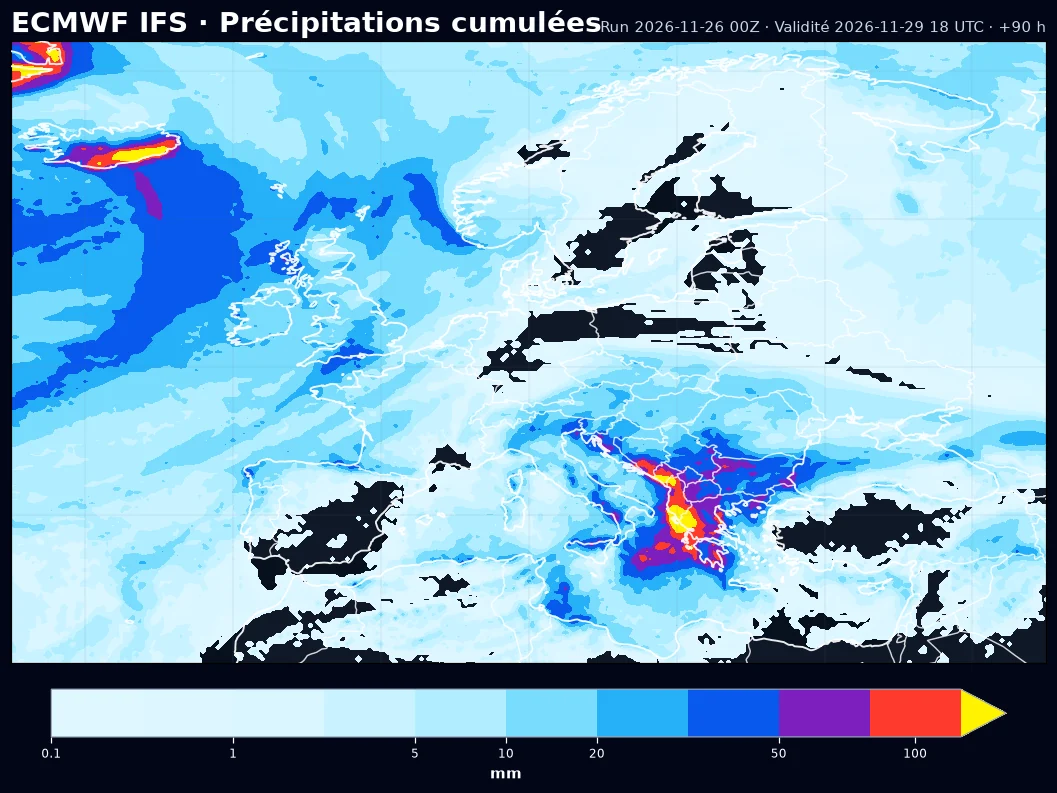 ECMWF IFS · Précipitations cumulées
Run 2026-11-26 00Z · Validité 2026-11-29 18 UTC · +90 h
0.1 1 5 10 20 50 100
mm